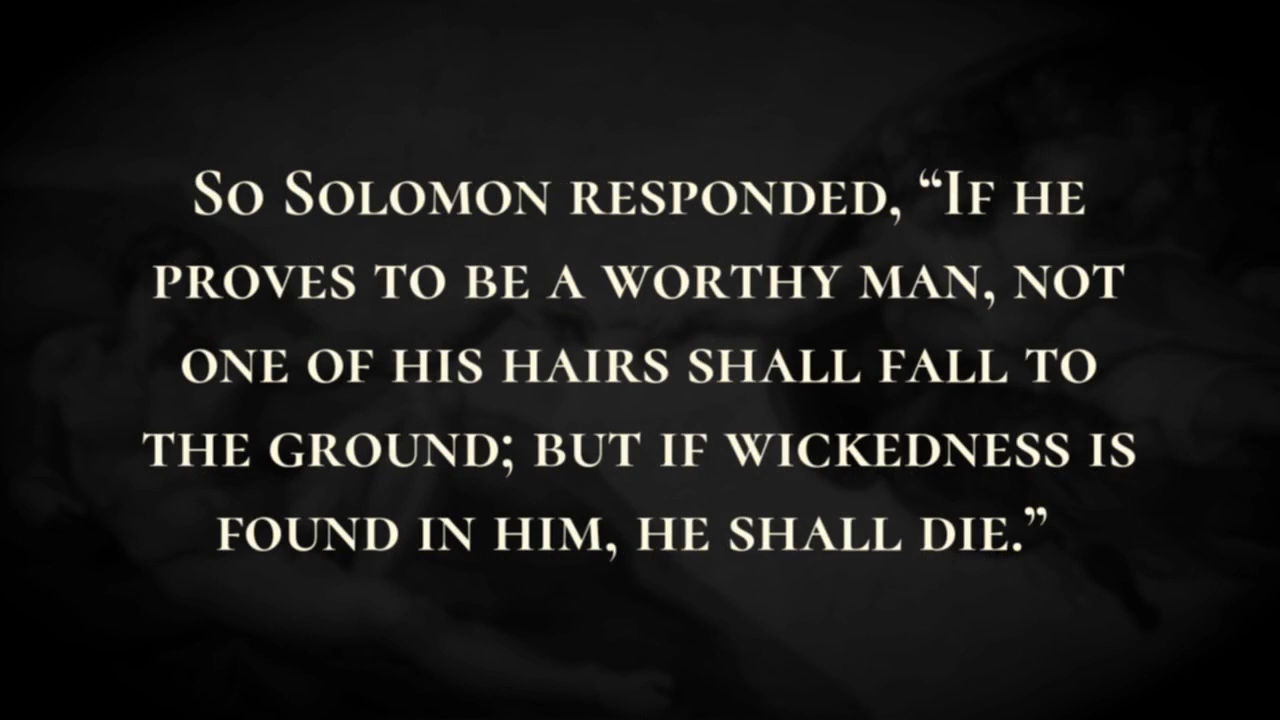 So Solomon responded, “If he
proves to be a worthy man, not
one of his hairs shall fall to
the ground; but if wickedness is
found in him, he shall die.”